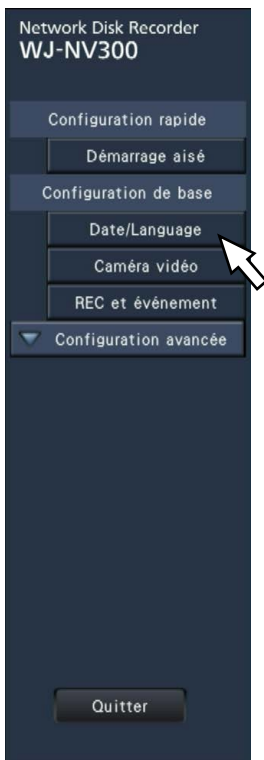 Network Disk Recorder
WJ-NV300
Configuration rapide
Démarrage aisé
Configuration de base
Date/Language
Caméra vidéo
REC et événement
Configuration avancée
Quitter